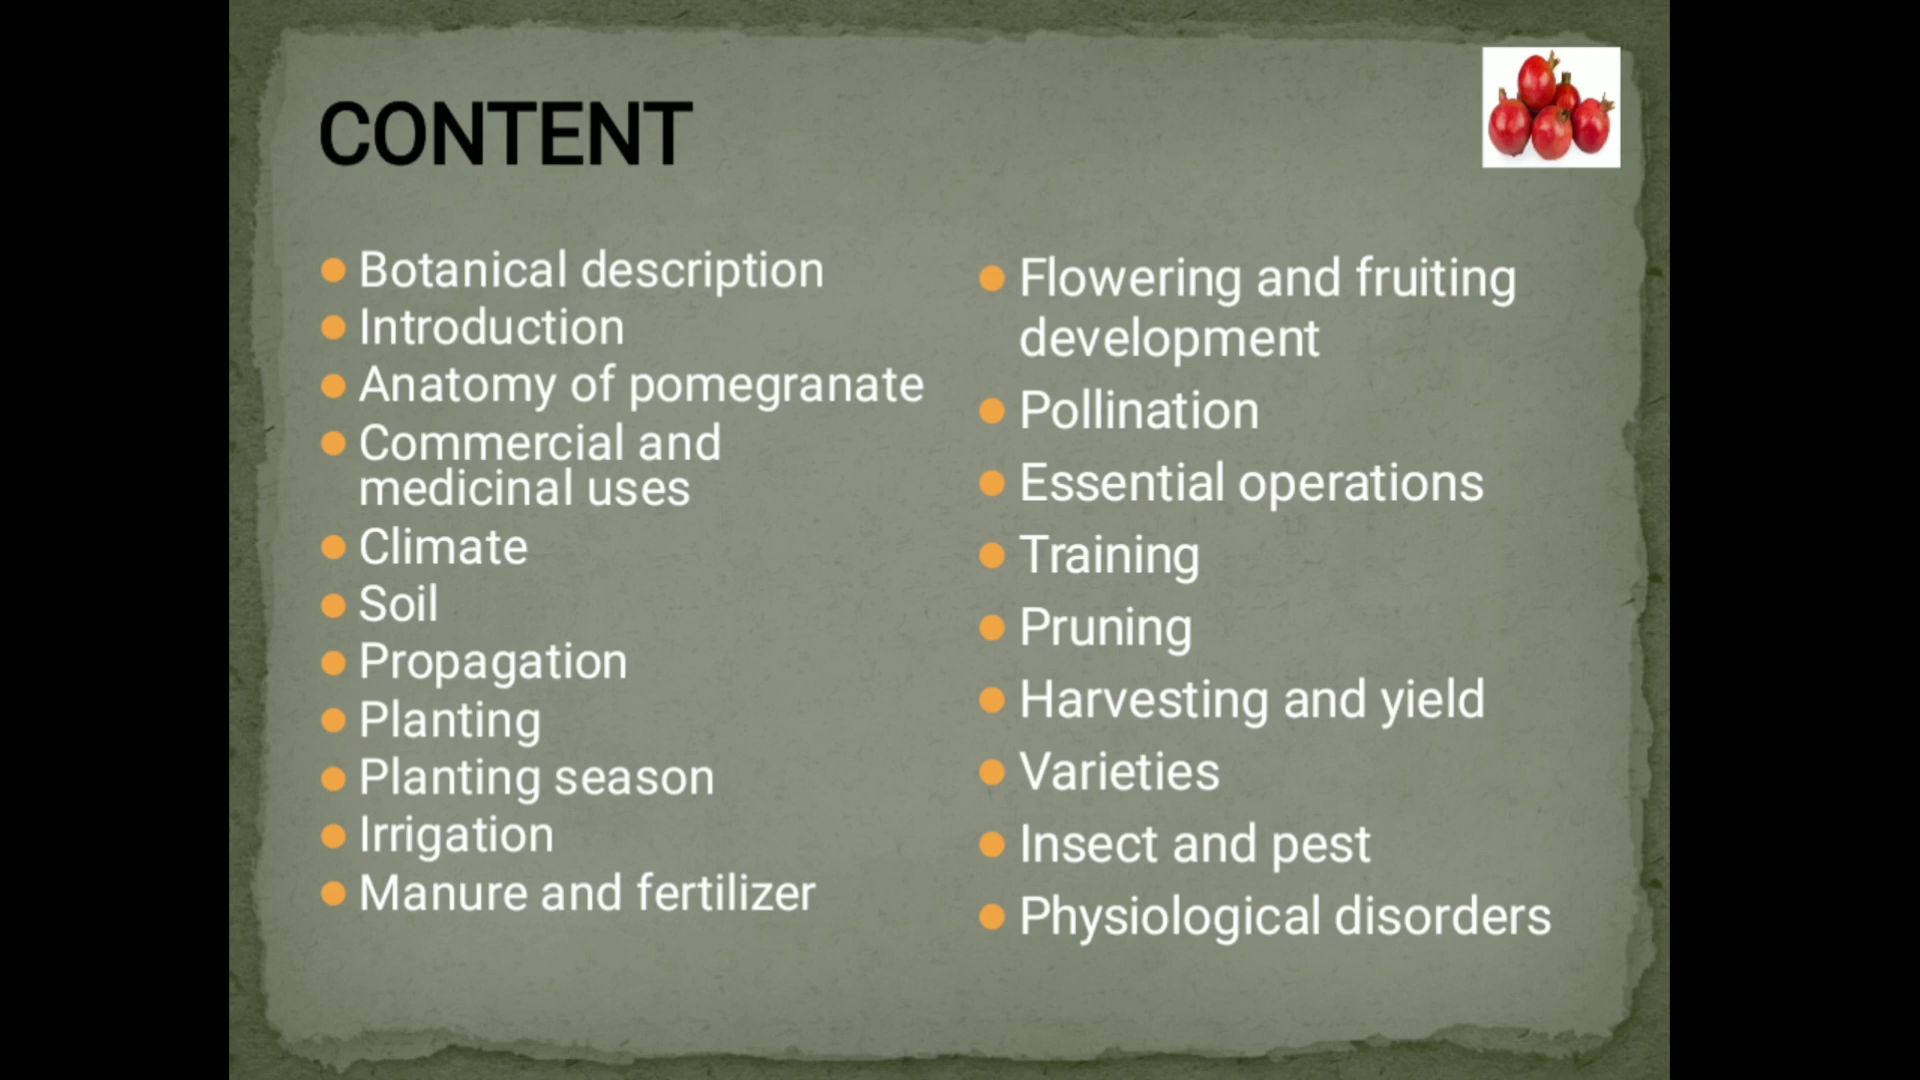 CONTENT
Botanical description
Introduction
Anatomy of pomegranate
Commercial and
medicinal uses
Climate
Soil
Propagation
Planting
Planting season
Irrigation
Manure and fertilizer
Flowering and fruiting
development
Pollination
Essential operations
Training
Pruning
Harvesting and yield
Varieties
Insect and pest
Physiological disorders